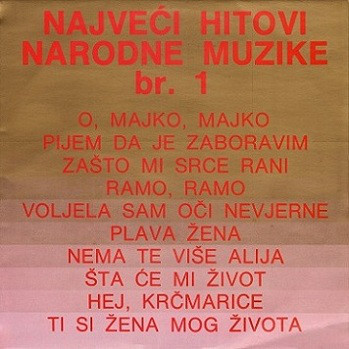 NAJVEĆI HITOVI
NARODNE MUZIKE
br. 1
O, MAJKO, MAJKO
PIJEM DA JE ZABORAVIM
ZAŠTO MI SRCE RANI
RAMO, RAMO
VOLJELA SAM OČI NEVJERNE
PLAVA ŽENA
NEMA TE VIŠE ALIJA
ŠTA ĆE MI ŽIVOT
HEJ, KRČMARICE
TI SI ŽENA MOG ŽIVOTA